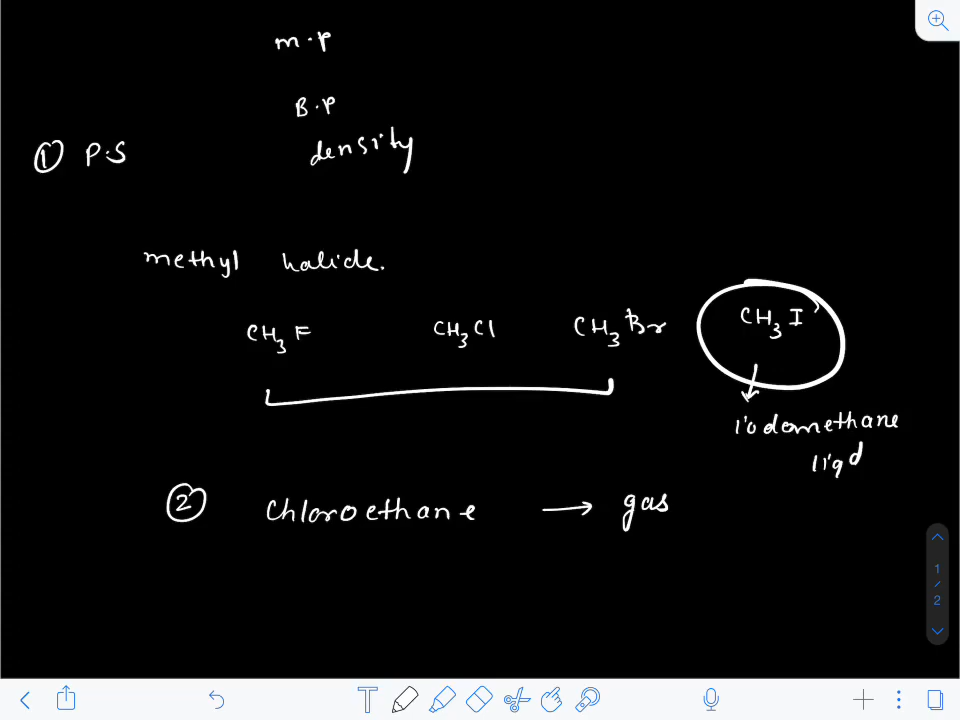 m.p
B.p
① P.S density
methyl halide.
CH3F CH3Cl CH3Br CH3I
iodomethane
liqd
② Chloroethane → gas
1
/
2
T